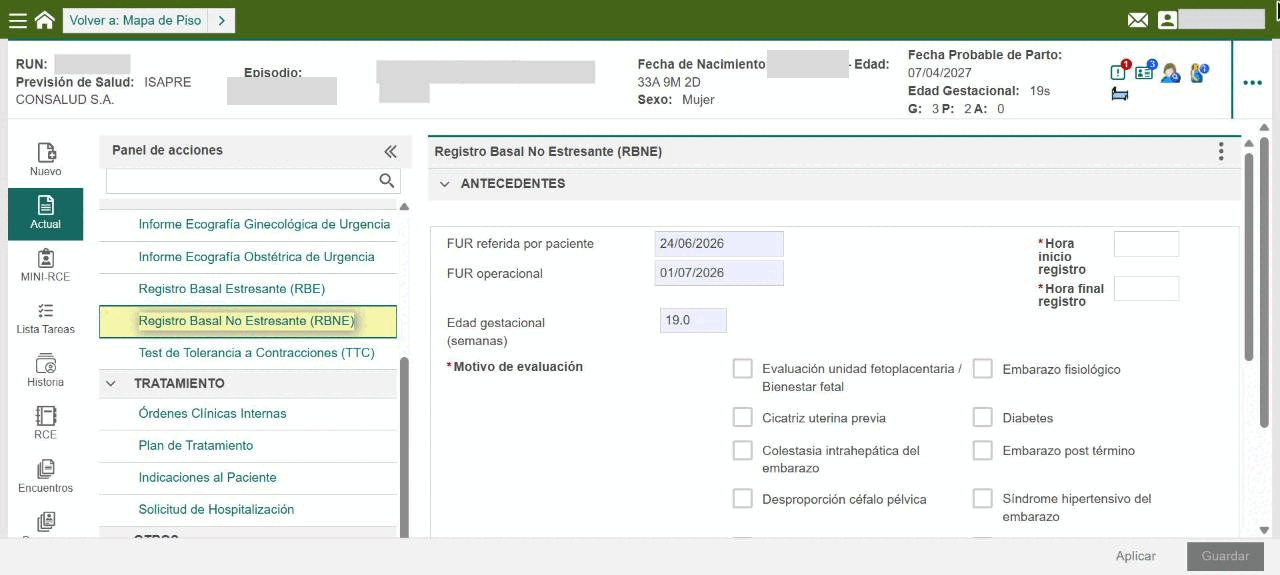 Volver a: Mapa de Piso
RUN:
Previsión de Salud: ISAPRE
CONSALUD S.A.
Episodio:
Fecha de Nacimiento - Edad:
33A 9M 2D
Sexo: Mujer
Fecha Probable de Parto:
07/04/2027
Edad Gestacional: 19s
G: 3 P: 2 A: 0
1
3
Nuevo
Actual
MINI-RCE
Lista Tareas
Historia
RCE
Encuentros
Panel de acciones
Informe Ecografía Ginecológica de Urgencia
Informe Ecografía Obstétrica de Urgencia
Registro Basal Estresante (RBE)
Registro Basal No Estresante (RBNE)
Test de Tolerancia a Contracciones (TTC)
TRATAMIENTO
Órdenes Clínicas Internas
Plan de Tratamiento
Indicaciones al Paciente
Solicitud de Hospitalización
OTROS
Registro Basal No Estresante (RBNE)
ANTECEDENTES
FUR referida por paciente 24/06/2026
FUR operacional 01/07/2026
*Hora
inicio
registro
*Hora final
registro
Edad gestacional
(semanas)
19.0
*Motivo de evaluación
Evaluación unidad fetoplacentaria /
Bienestar fetal
Embarazo fisiológico
Cicatriz uterina previa
Diabetes
Colestasia intrahepática del
embarazo
Embarazo post término
Desproporción céfalo pélvica
Síndrome hipertensivo del
embarazo
Aplicar
Guardar